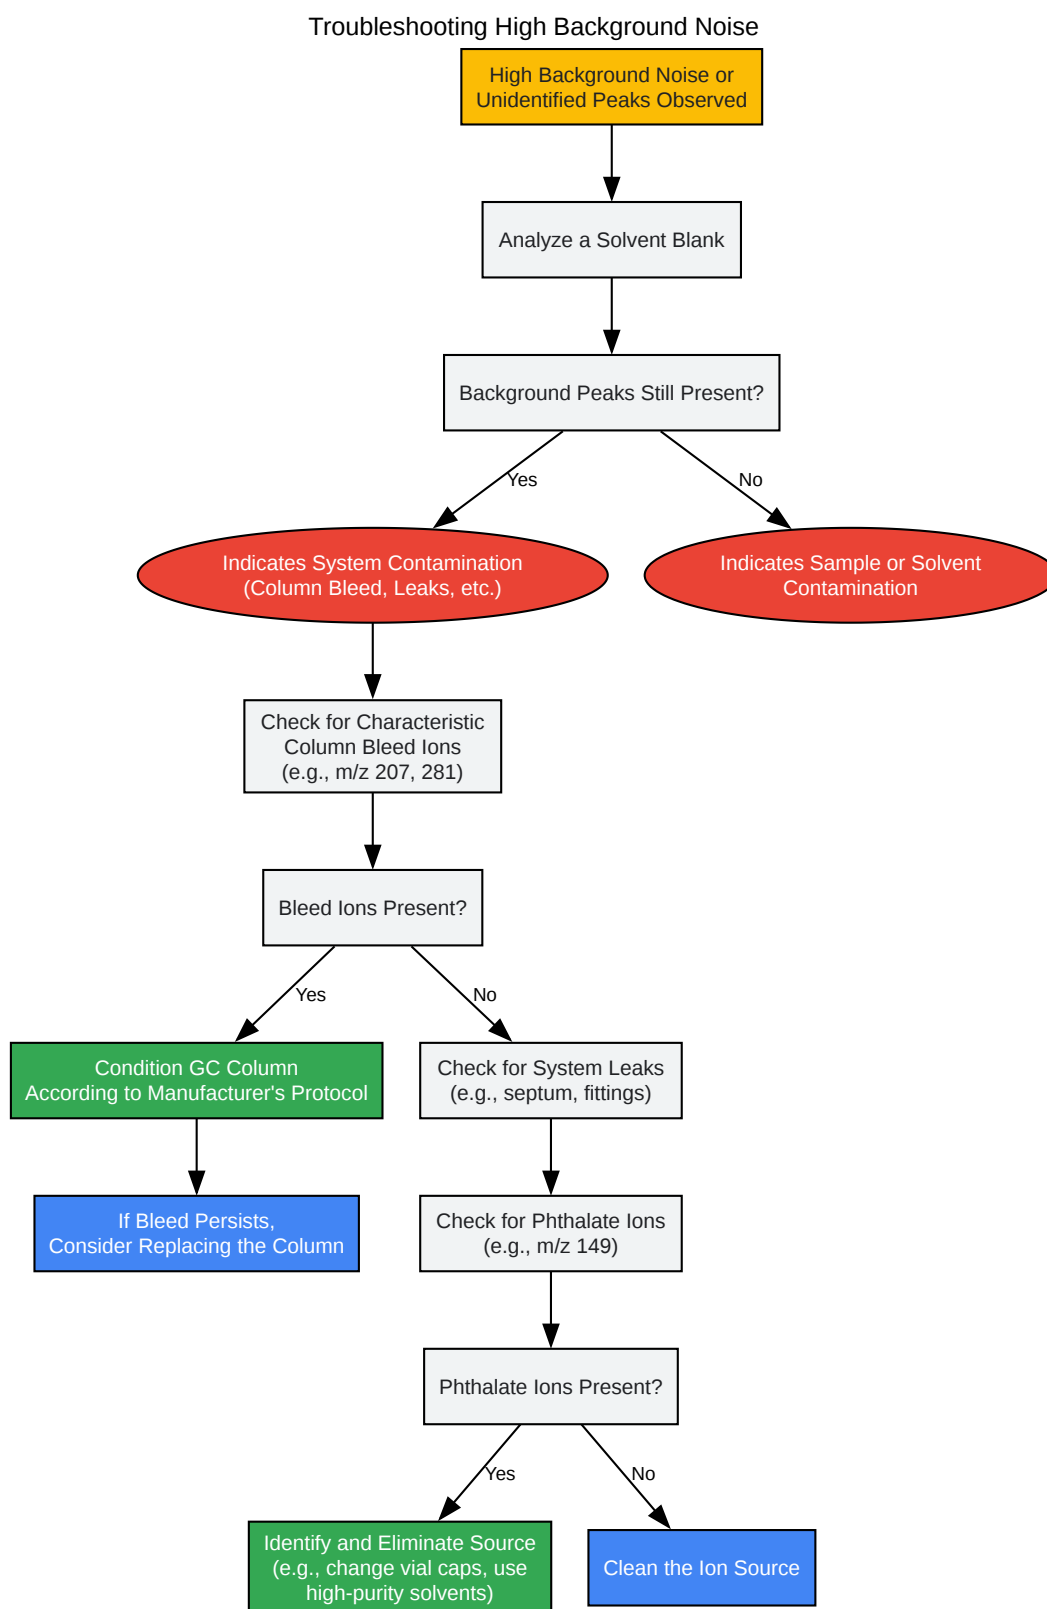 Troubleshooting High Background Noise
High Background Noise or
Unidentified Peaks Observed
Analyze a Solvent Blank
Background Peaks Still Present?
Yes
No
Indicates System Contamination
(Column Bleed, Leaks, etc.)
Indicates Sample or Solvent
Contamination
Check for Characteristic
Column Bleed Ions
(e.g., m/z 207, 281)
Bleed Ions Present?
Yes
No
Condition GC Column
According to Manufacturer's Protocol
Check for System Leaks
(e.g., septum, fittings)
If Bleed Persists,
Consider Replacing the Column
Check for Phthalate Ions
(e.g., m/z 149)
Phthalate Ions Present?
Yes
No
Identify and Eliminate Source
(e.g., change vial caps, use
high-purity solvents)
Clean the Ion Source